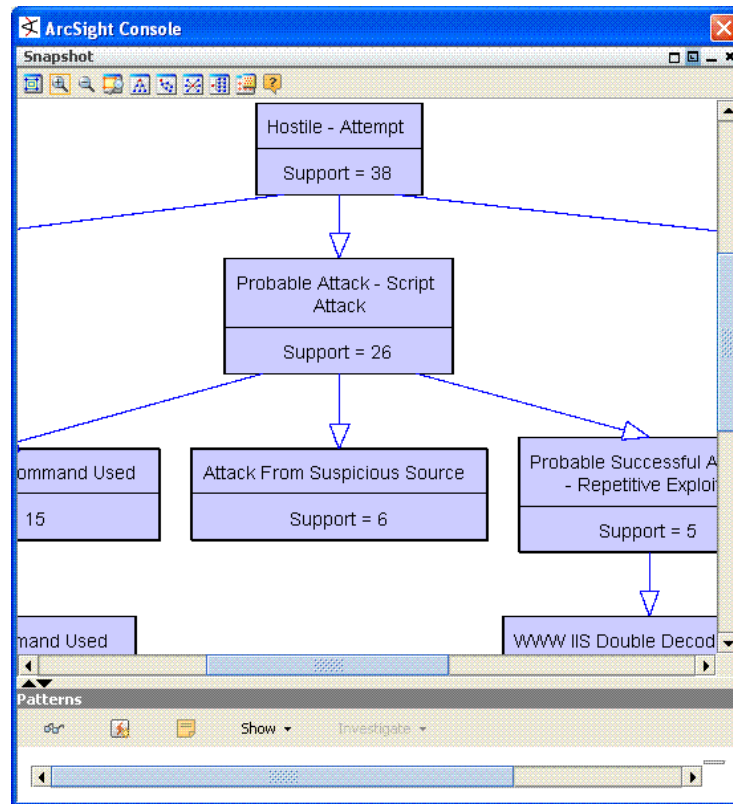 ArcSight Console
Snapshot
Hostile - Attempt
Support = 38
Probable Attack - Script
Attack
Support = 26
ommand Used
15
Attack From Suspicious Source
Support = 6
Probable Successful A
- Repetitive Exploi
Support = 5
mand Used
WWW IIS Double Decod
Patterns
Show
Investigate